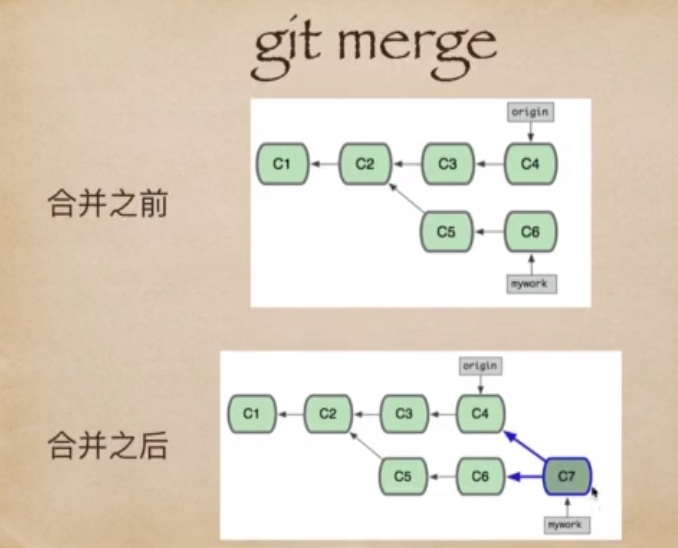 git merge
origin
C1 C2 C3 C4
合并之前
C5 C6
mywork
origin
C1 C2 C3 C4
合并之后
C5 C6 C7
mywork